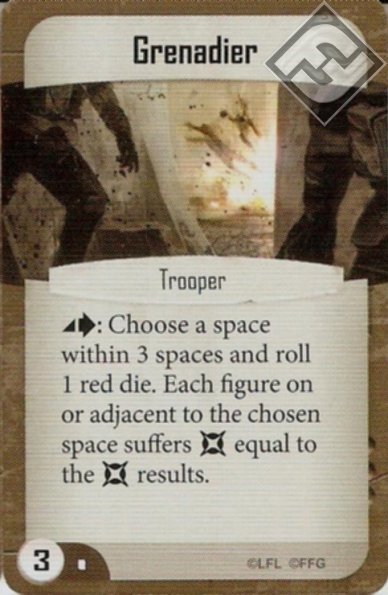 Grenadier
Trooper
: Choose a space
within 3 spaces and roll
1 red die. Each figure on
or adjacent to the chosen
space suffers equal to
the results.
3
©LFL ©FFG